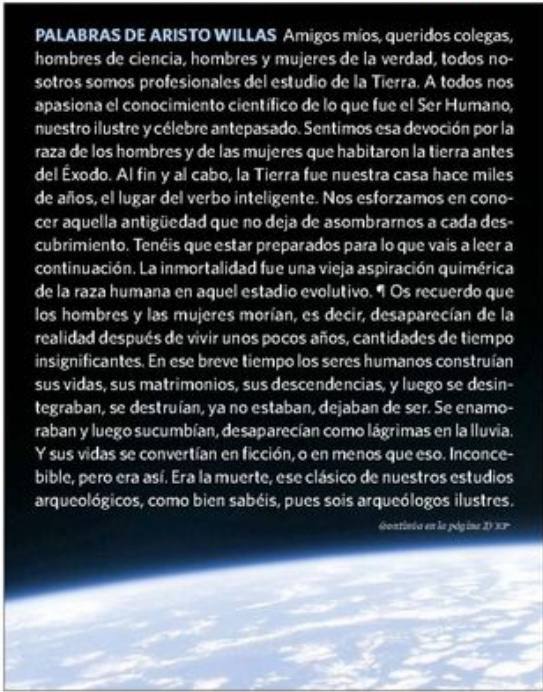 PALABRAS DE ARISTO WILLAS Amigos míos, queridos colegas,
hombres de ciencia, hombres y mujeres de la verdad, todos no-
sotros somos profesionales del estudio de la Tierra. A todos nos
apasiona el conocimiento científico de lo que fue el Ser Humano,
nuestro ilustre y célebre antepasado. Sentimos esa devoción por la
raza de los hombres y de las mujeres que habitaron la tierra antes
del Éxodo. Al fin y al cabo, la Tierra fue nuestra casa hace miles
de años, el lugar del verbo inteligente. Nos esforzamos en cono-
cer aquella antigüedad que no deja de asombrarnos a cada des-
cubrimiento. Tenéis que estar preparados para lo que vais a leer a
continuación. La inmortalidad fue una vieja aspiración quimérica
de la raza humana en aquel estadio evolutivo. ¶ Os recuerdo que
los hombres y las mujeres morían, es decir, desaparecían de la
realidad después de vivir unos pocos años, cantidades de tiempo
insignificantes. En ese breve tiempo los seres humanos construían
sus vidas, sus matrimonios, sus descendencias, y luego se desin-
tegraban, se destruían, ya no estaban, dejaban de ser. Se enamo-
raban y luego sucumbían, desaparecían como lágrimas en la lluvia.
Y sus vidas se convertían en ficción, o en menos que eso. Inconce-
bible, pero era así. Era la muerte, ese clásico de nuestros estudios
arqueológicos, como bien sabéis, pues sois arqueólogos ilustres.
(continúa en la página 2)